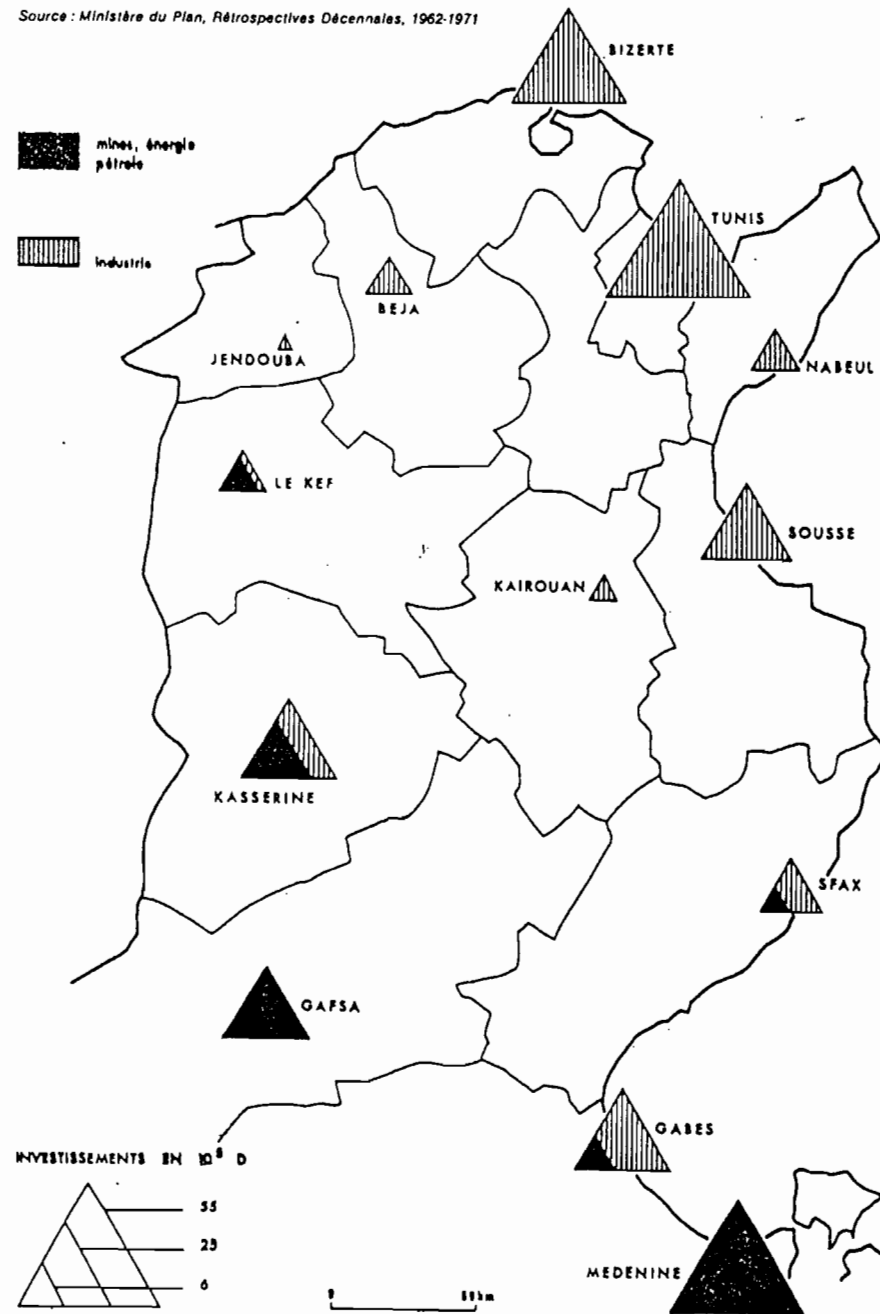 Source : Ministère du Plan, Rétrospectives Décennales, 1962-1971
BIZERTE
mines, énergie
pétrole
TUNIS
industrie
BEJA
JENDOUBA
NABEUL
LE KEF
SOUSSE
KAIROUAN
KASSERINE
SFAX
GAFSA
GABES
INVESTISSEMENTS EN D
55
25
6
MEDENINE
0